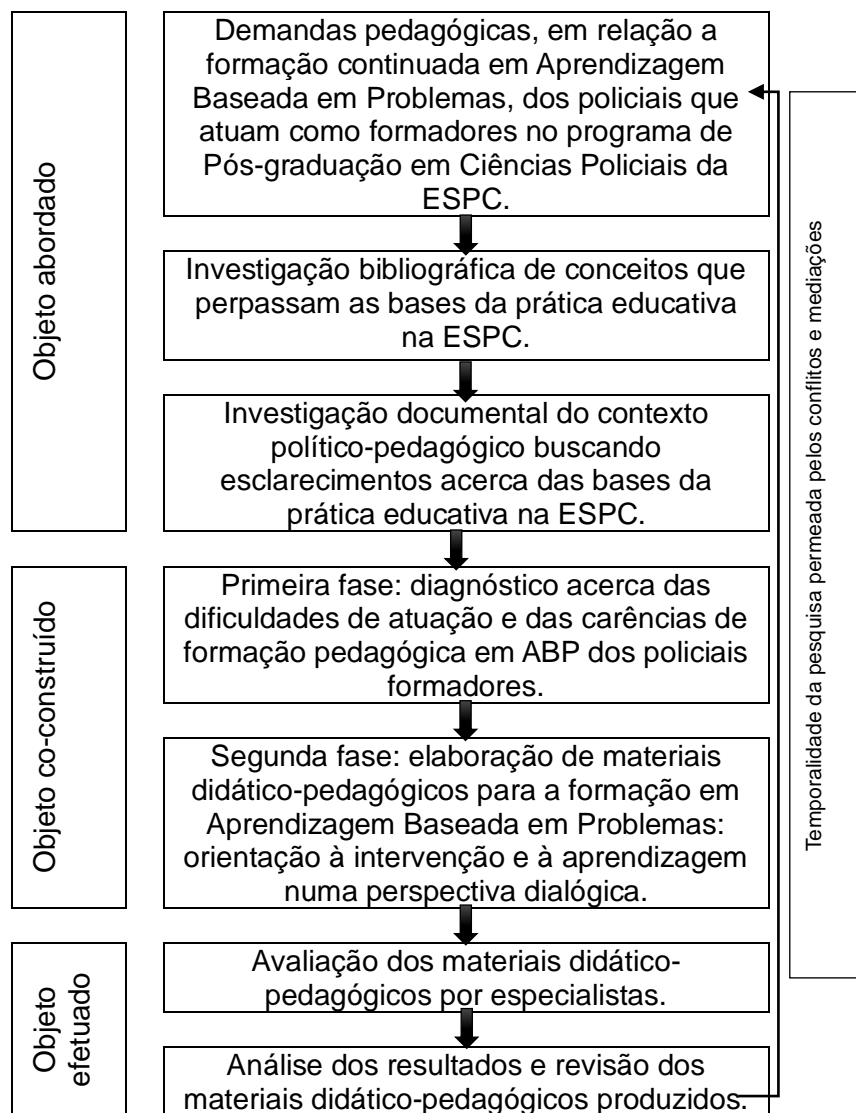 Objeto abordado
Demandas pedagógicas, em relação a
formação continuada em Aprendizagem
Baseada em Problemas, dos policiais que
atuam como formadores no programa de
Pós-graduação em Ciências Policiais da
ESPC.
Investigação bibliográfica de conceitos que
perpassam as bases da prática educativa
na ESPC.
Investigação documental do contexto
político-pedagógico buscando
esclarecimentos acerca das bases da
prática educativa na ESPC.
Objeto co-construído
Primeira fase: diagnóstico acerca das
dificuldades de atuação e das carências de
formação pedagógica em ABP dos policiais
formadores.
Segunda fase: elaboração de materiais
didático-pedagógicos para a formação em
Aprendizagem Baseada em Problemas:
orientação à intervenção e à aprendizagem
numa perspectiva dialógica.
Objeto
efetuado
Avaliação dos materiais didático-
pedagógicos por especialistas.
Análise dos resultados e revisão dos
materiais didático-pedagógicos produzidos.
Temporalidade da pesquisa permeada pelos conflitos e mediações